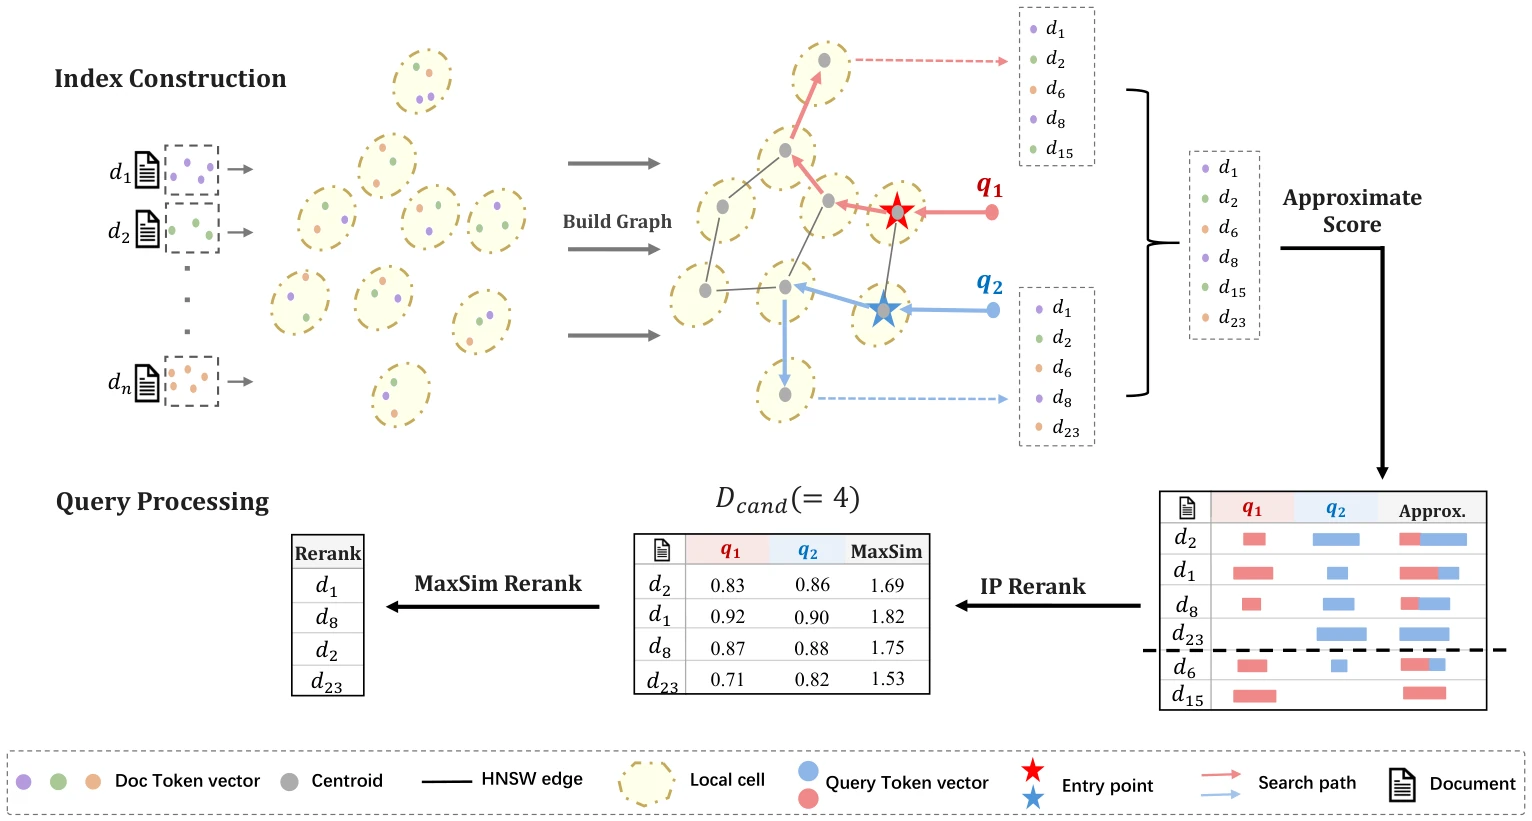 Index Construction
d1
d2
dn
Build Graph
q1
q2
d1
d2
d6
d8
d15
d1
d2
d6
d8
d23
d1
d2
d6
d8
d15
d23
Approximate
Score
Query Processing
q1 q2 Approx.
d2
d1
d8
d23
d6
d15
IP Rerank
Dcand(= 4)
q1 q2 MaxSim
d2 0.83 0.86 1.69
d1 0.92 0.90 1.82
d8 0.87 0.88 1.75
d23 0.71 0.82 1.53
MaxSim Rerank
Rerank
d1
d8
d2
d23
Doc Token vector
Centroid
HNSW edge
Local cell
Query Token vector
Entry point
Search path
Document